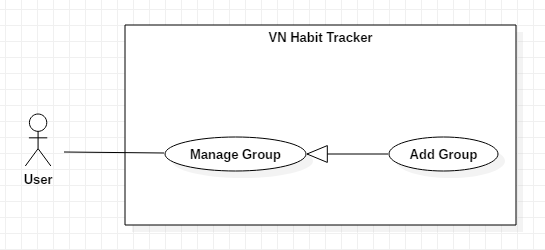 VN Habit Tracker
Manage Group
Add Group
User